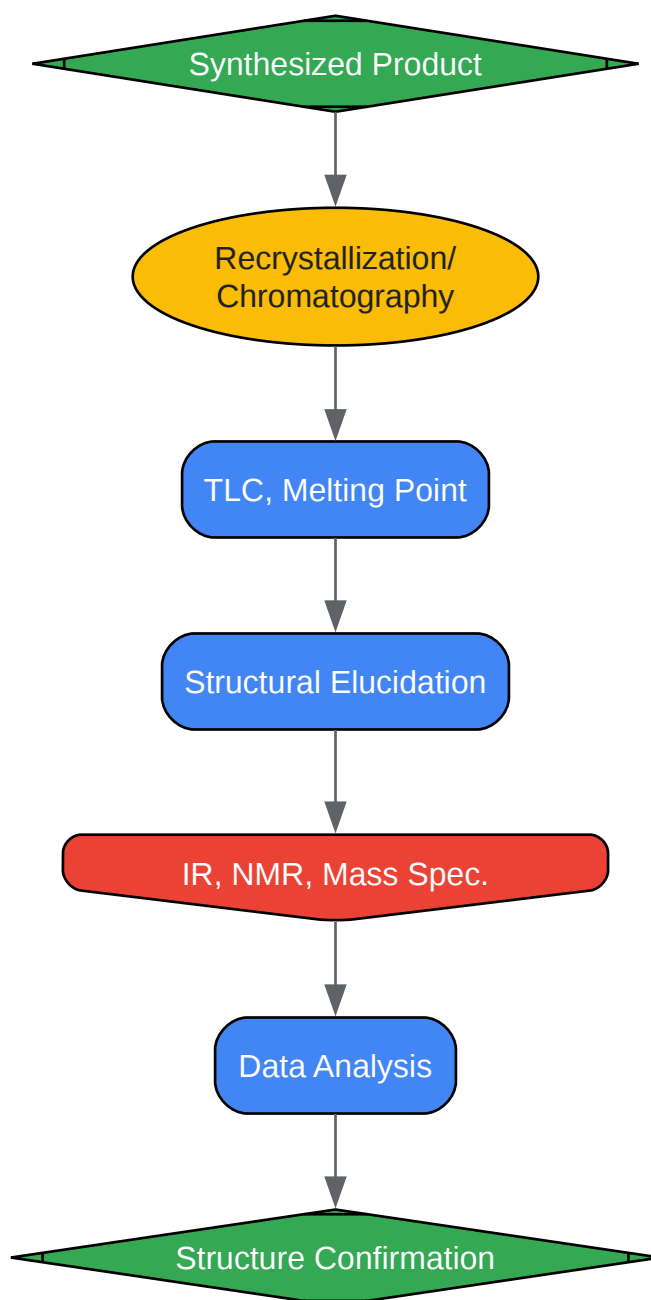 Synthesized Product
Recrystallization/
Chromatography
TLC, Melting Point
Structural Elucidation
IR, NMR, Mass Spec.
Data Analysis
Structure Confirmation